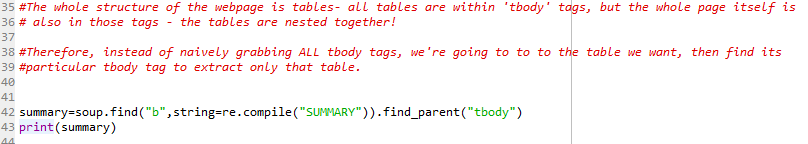 35 #The whole structure of the webpage is tables- all tables are within 'tbody' tags, but the whole page itself is
36 # also in those tags - the tables are nested together!
37
38 #Therefore, instead of naively grabbing ALL tbody tags, we're going to to to the table we want, then find its
39 #particular tbody tag to extract only that table.
40
41
42 summary=soup.find("b",string=re.compile("SUMMARY")).find_parent("tbody")
43 print(summary)
44